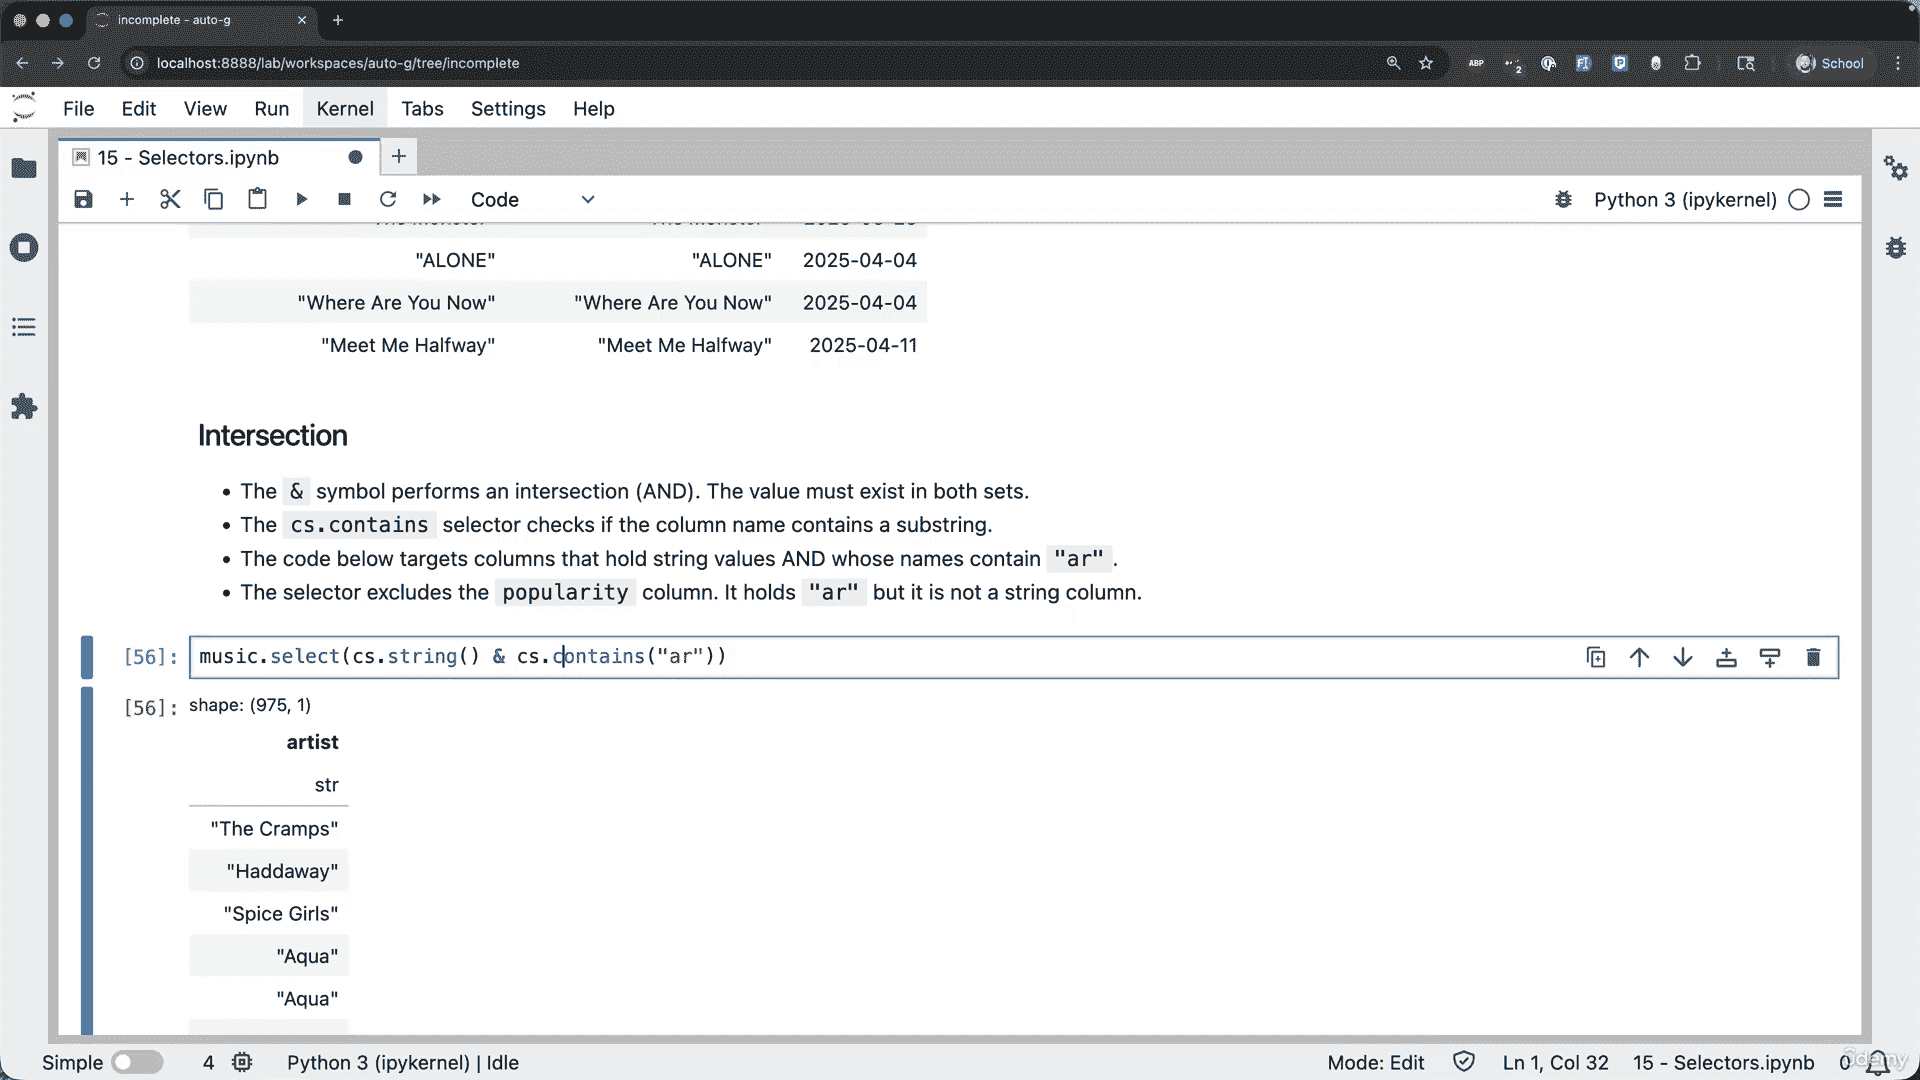 incomplete - auto-g
localhost:8888/lab/workspaces/auto-g/tree/incomplete
ABP
2
School
File Edit View Run Kernel Tabs Settings Help
15 - Selectors.ipynb
Code
Python 3 (ipykernel)
"ALONE" "ALONE" 2025-04-04
"Where Are You Now" "Where Are You Now" 2025-04-04
"Meet Me Halfway" "Meet Me Halfway" 2025-04-11
Intersection
• The & symbol performs an intersection (AND). The value must exist in both sets.
• The cs.contains selector checks if the column name contains a substring.
• The code below targets columns that hold string values AND whose names contain "ar".
• The selector excludes the popularity column. It holds "ar" but it is not a string column.
[56]: music.select(cs.string() & cs.contains("ar"))
[56]: shape: (975, 1)
artist
str
"The Cramps"
"Haddaway"
"Spice Girls"
"Aqua"
"Aqua"
Simple 4 Python 3 (ipykernel) | Idle Mode: Edit Ln 1, Col 32 15 - Selectors.ipynb 0
udemy